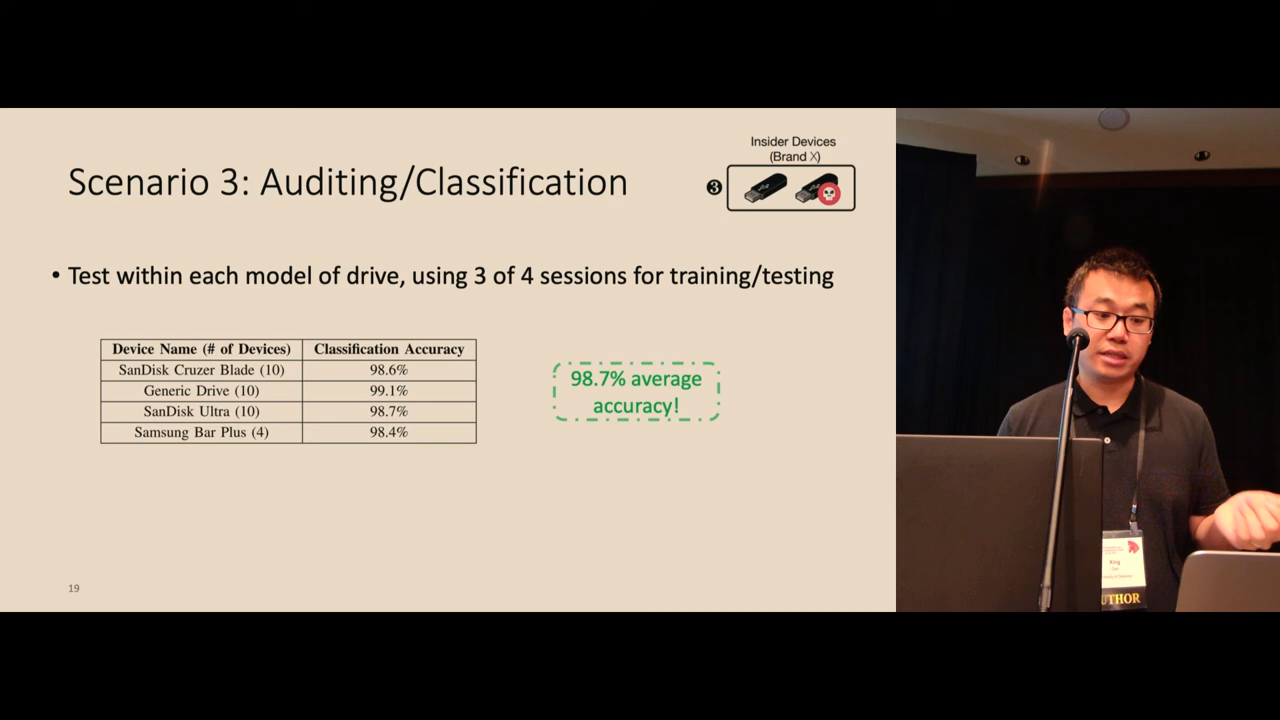 Insider Devices
(Brand X)
Scenario 3: Auditing/Classification
❸
• Test within each model of drive, using 3 of 4 sessions for training/testing
Device Name (# of Devices) Classification Accuracy
SanDisk Cruzer Blade (10) 98.6%
Generic Drive (10) 99.1%
SanDisk Ultra (10) 98.7%
Samsung Bar Plus (4) 98.4%
98.7% average
accuracy!
19
Xing
UTHOR